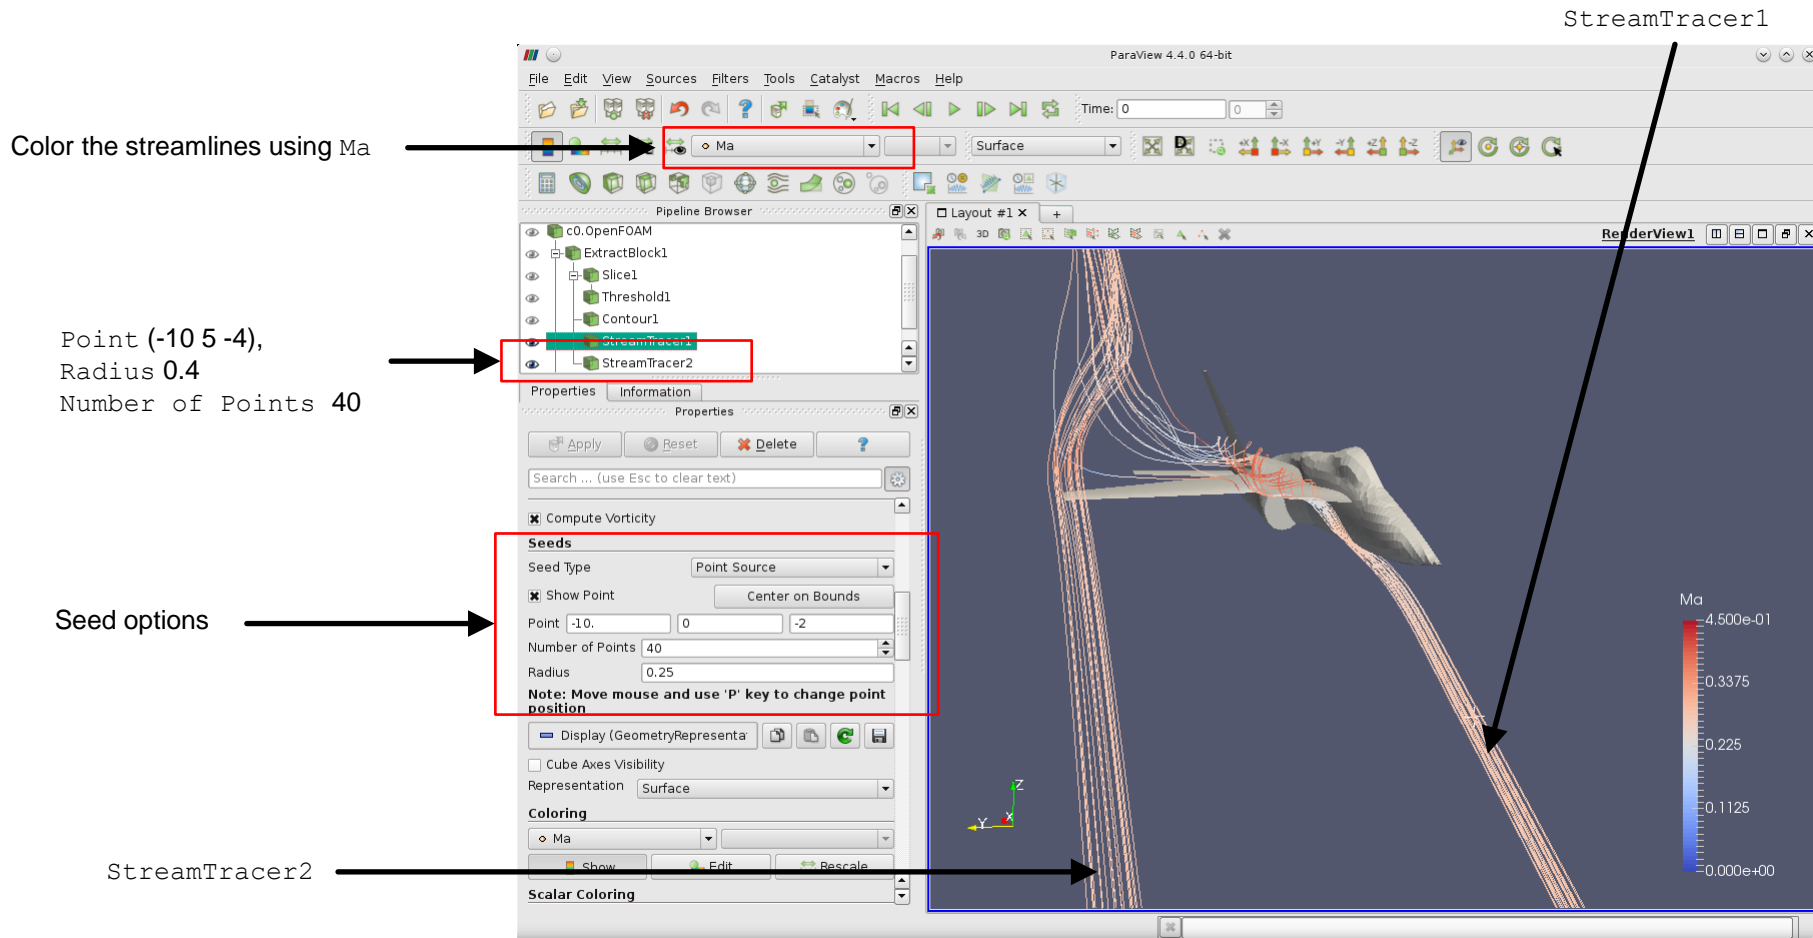 StreamTracer1
ParaView 4.4.0 64-bit
File Edit View Sources Filters Tools Catalyst Macros Help
Time: 0 0
Color the streamlines using Ma
Ma Surface
Pipeline Browser
Layout #1
3D
RenderView1
c0.OpenFOAM
ExtractBlock1
Slice1
Threshold1
Contour1
StreamTracer1
StreamTracer2
Point (-10 5 -4),
Radius 0.4
Number of Points 40
Properties Information
Properties
Apply Reset Delete ?
Search ... (use Esc to clear text)
Compute Vorticity
Seeds
Seed Type Point Source
Show Point Center on Bounds
Seed options
Point -10. 0 -2
Number of Points 40
Radius 0.25
Note: Move mouse and use 'P' key to change point
position
Display (GeometryRepresenta
Cube Axes Visibility
Representation Surface
Coloring
Ma
Show Edit Rescale
StreamTracer2
Scalar Coloring
Ma
4.500e-01
0.3375
0.225
0.1125
0.000e+00
Z
Y X